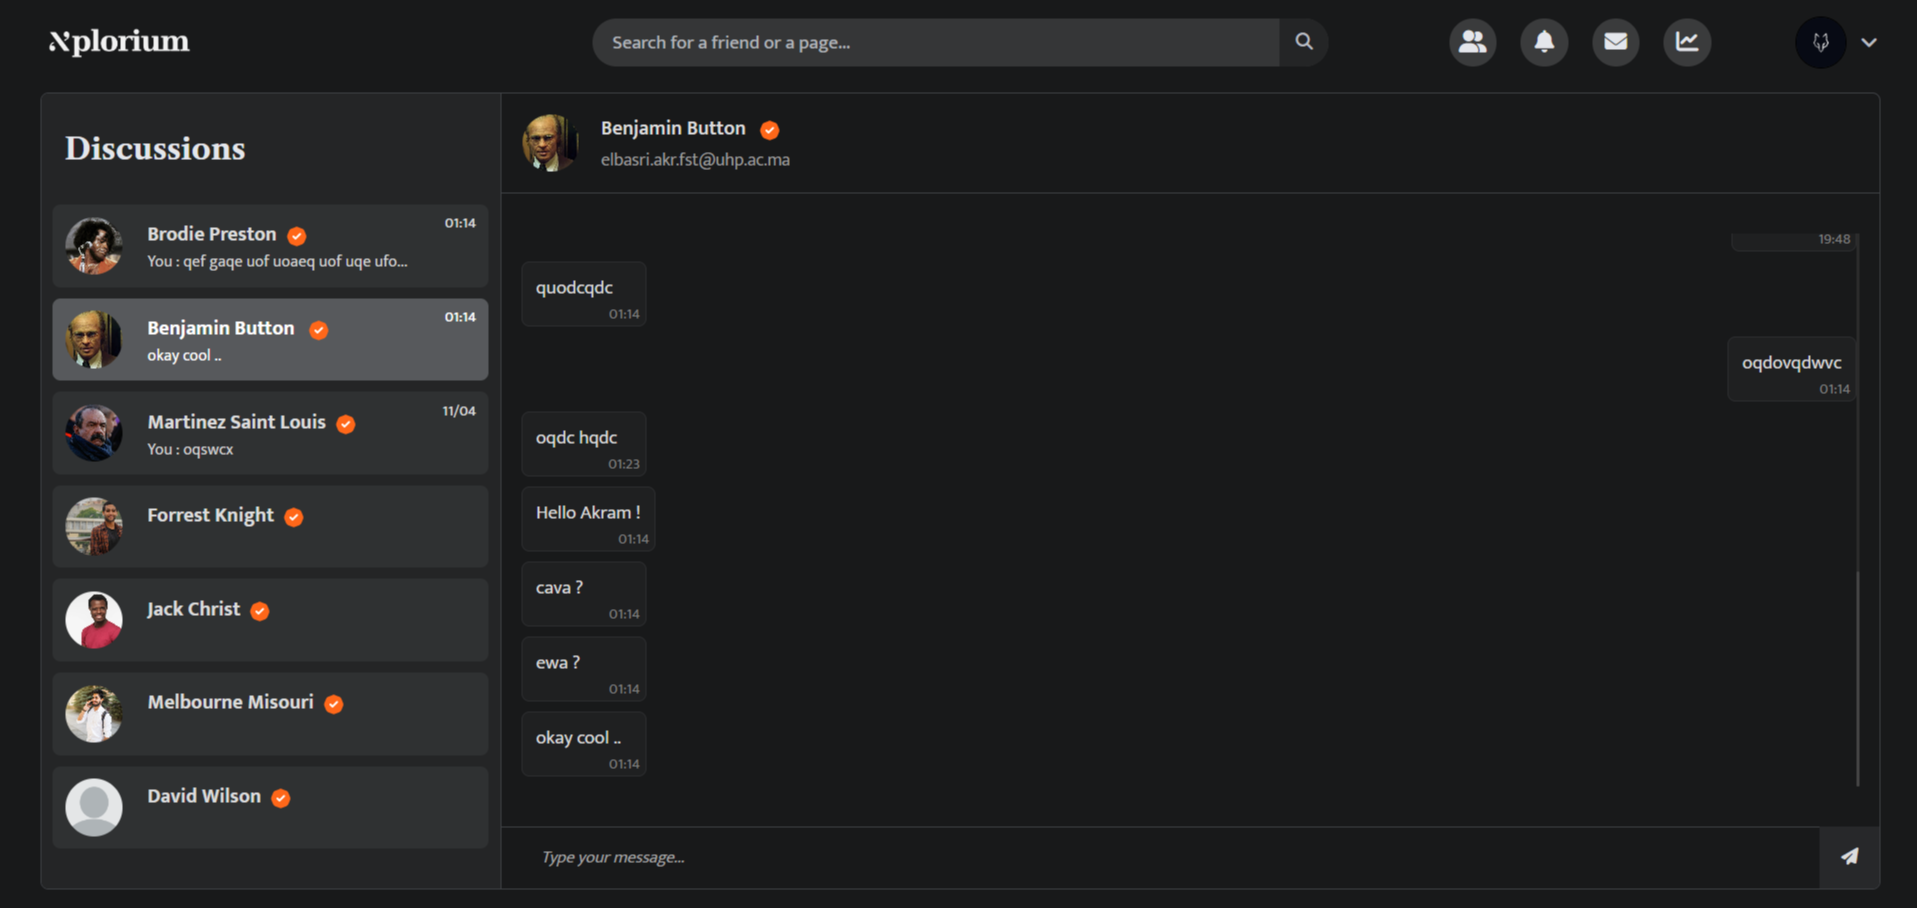 Xplorium
Search for a friend or a page...
Discussions
Brodie Preston
01:14
You : qef gaqe uof uoaeq uof uqe ufo...
Benjamin Button
01:14
okay cool ..
Martinez Saint Louis
11/04
You : oqswcx
Forrest Knight
Jack Christ
Melbourne Misouri
David Wilson
Benjamin Button
elbasri.akr.fst@uhp.ac.ma
19:48
quodcqdc
01:14
oqdovqdwvc
01:14
oqdc hqdc
01:23
Hello Akram !
01:14
cava ?
01:14
ewa ?
01:14
okay cool ..
01:14
Type your message...